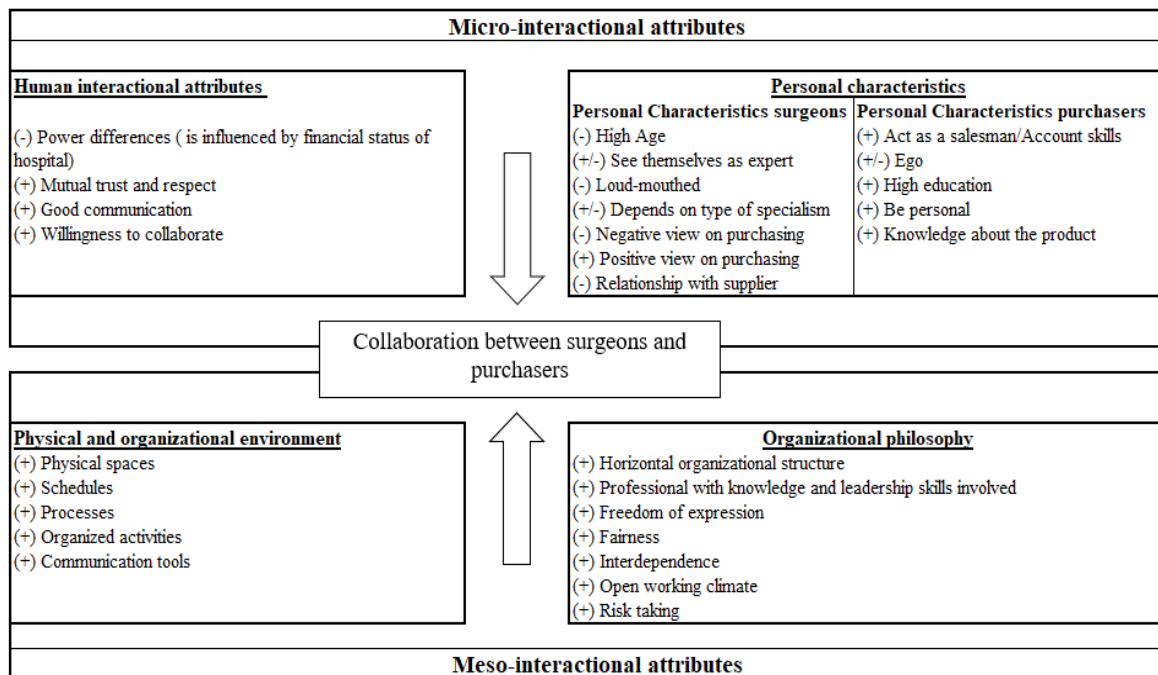 Micro-interactional attributes
Human interactional attributes
(-) Power differences ( is influenced by financial status of
hospital)
(+) Mutual trust and respect
(+) Good communication
(+) Willingness to collaborate
Personal characteristics
Personal Characteristics surgeons
(-) High Age
(+/-) See themselves as expert
(-) Loud-mouthed
(+/-) Depends on type of specialism
(-) Negative view on purchasing
(+) Positive view on purchasing
(-) Relationship with supplier
Personal Characteristics purchasers
(+) Act as a salesman/Account skills
(+/-) Ego
(+) High education
(+) Be personal
(+) Knowledge about the product
Collaboration between surgeons and
purchasers
Physical and organizational environment
(+) Physical spaces
(+) Schedules
(+) Processes
(+) Organized activities
(+) Communication tools
Organizational philosophy
(+) Horizontal organizational structure
(+) Professional with knowledge and leadership skills involved
(+) Freedom of expression
(+) Fairness
(+) Interdependence
(+) Open working climate
(+) Risk taking
Meso-interactional attributes